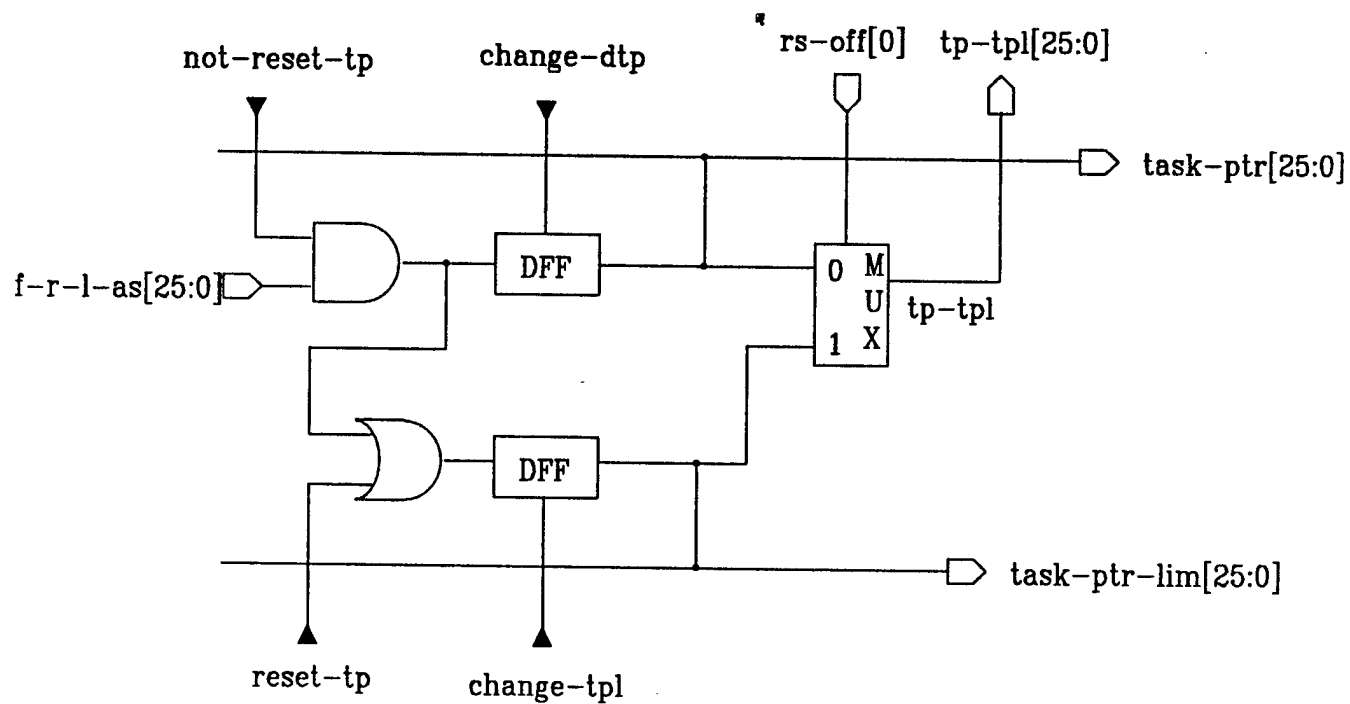 rs-off[0]
tp-tpl[25:0]
not-reset-tp
change-dtp
task-ptr[25:0]
DFF
0 M
f-r-l-as[25:0]
U
tp-tpl
1 X
DFF
task-ptr-lim[25:0]
reset-tp
change-tpl